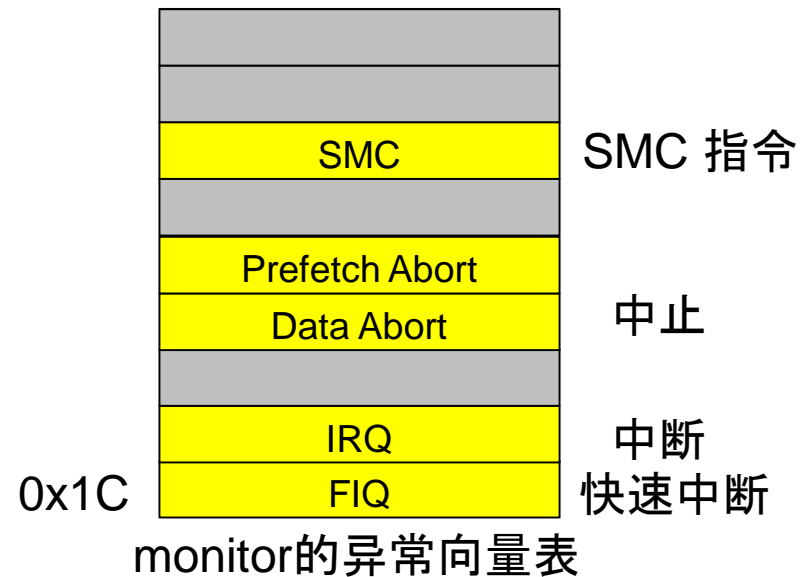 SMC SMC 指令
Prefetch Abort
Data Abort 中止
IRQ 中断
0x1C FIQ 快速中断
monitor的异常向量表